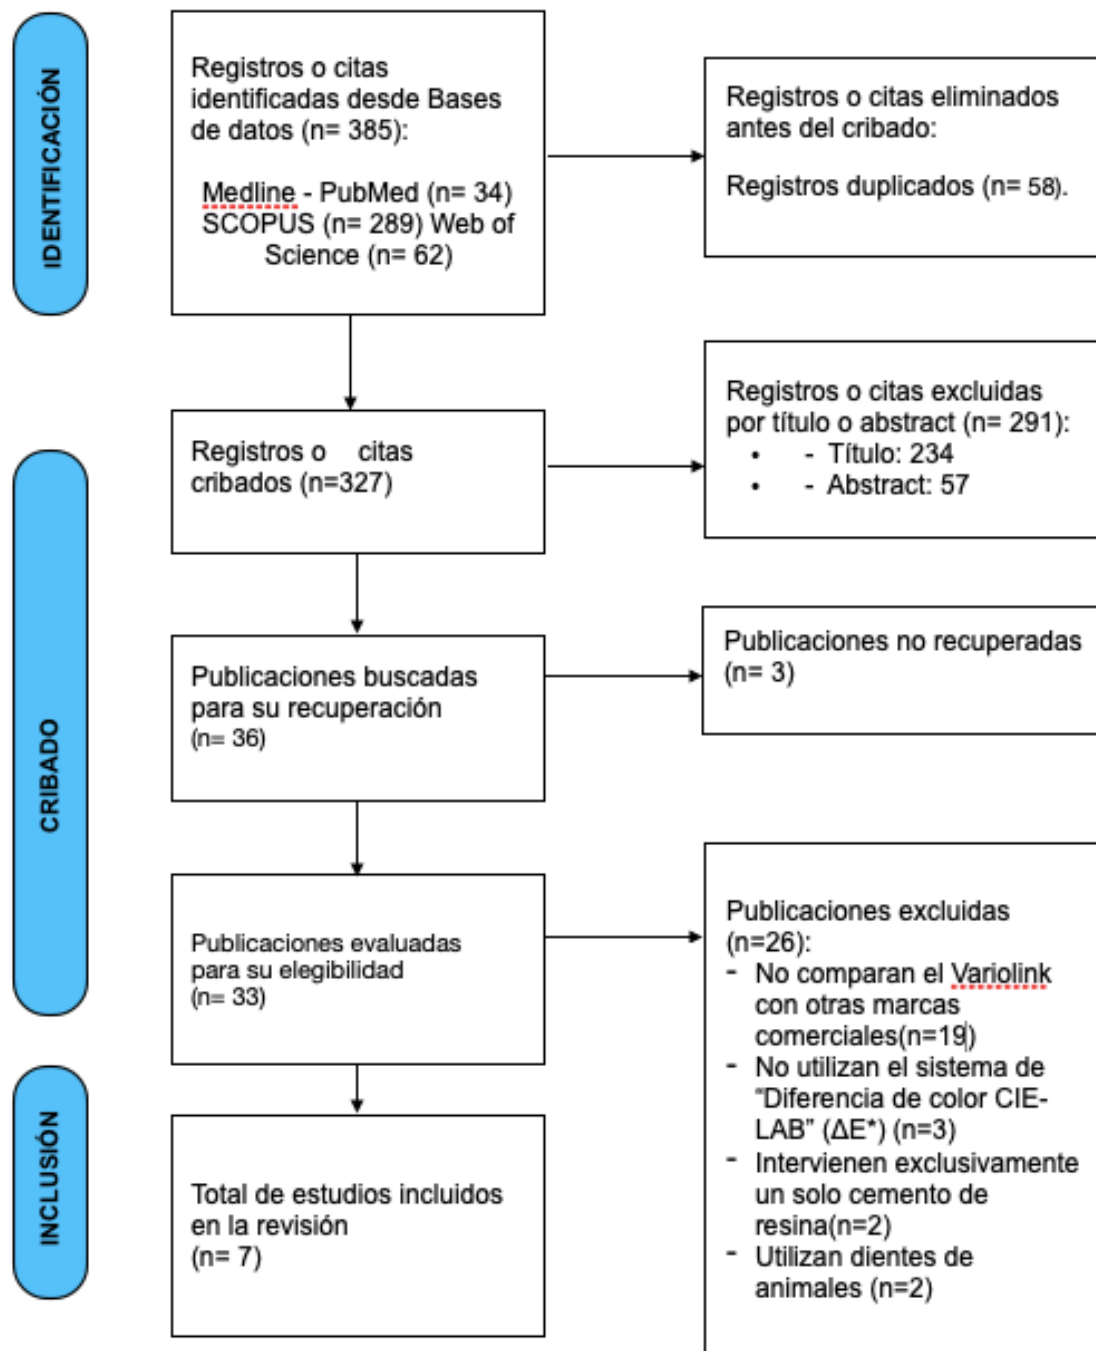 IDENTIFICACIÓN
Registros o citas
identificadas desde Bases
de datos (n= 385):
Medline - PubMed (n= 34)
SCOPUS (n= 289) Web of
Science (n= 62)
Registros o citas eliminados
antes del cribado:
Registros duplicados (n= 58).
CRIBADO
Registros o citas
cribados (n=327)
Registros o citas excluidas
por título o abstract (n= 291):
• - Título: 234
• - Abstract: 57
Publicaciones buscadas
para su recuperación
(n= 36)
Publicaciones no recuperadas
(n= 3)
Publicaciones evaluadas
para su elegibilidad
(n= 33)
Publicaciones excluidas
(n=26):
- No comparan el Variolink
con otras marcas
comerciales(n=19)
- No utilizan el sistema de
“Diferencia de color CIE-
LAB” (ΔE*) (n=3)
- Intervienen exclusivamente
un solo cemento de
resina(n=2)
- Utilizan dientes de
animales (n=2)
INCLUSIÓN
Total de estudios incluidos
en la revisión
(n= 7)